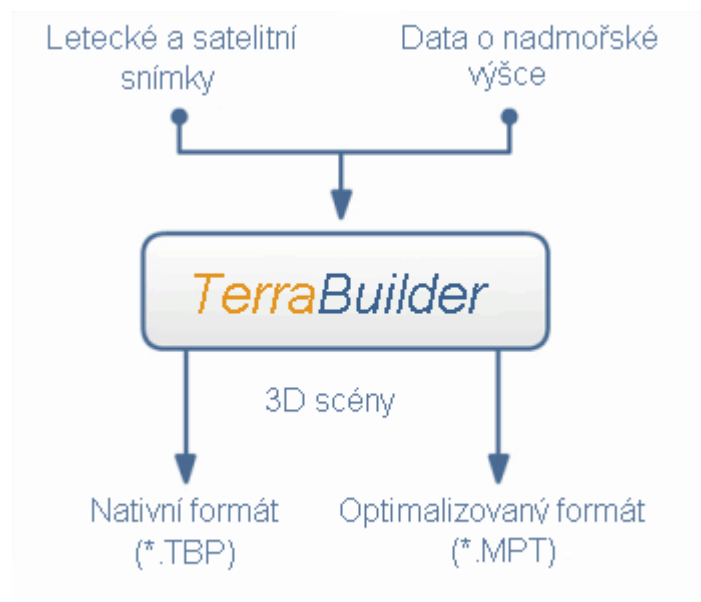 Letecké a satelitní
snímky
Data o nadmořské
výšce
TerraBuilder
3D scény
Nativní formát
(*.TBP)
Optimalizovaný formát
(*.MPT)